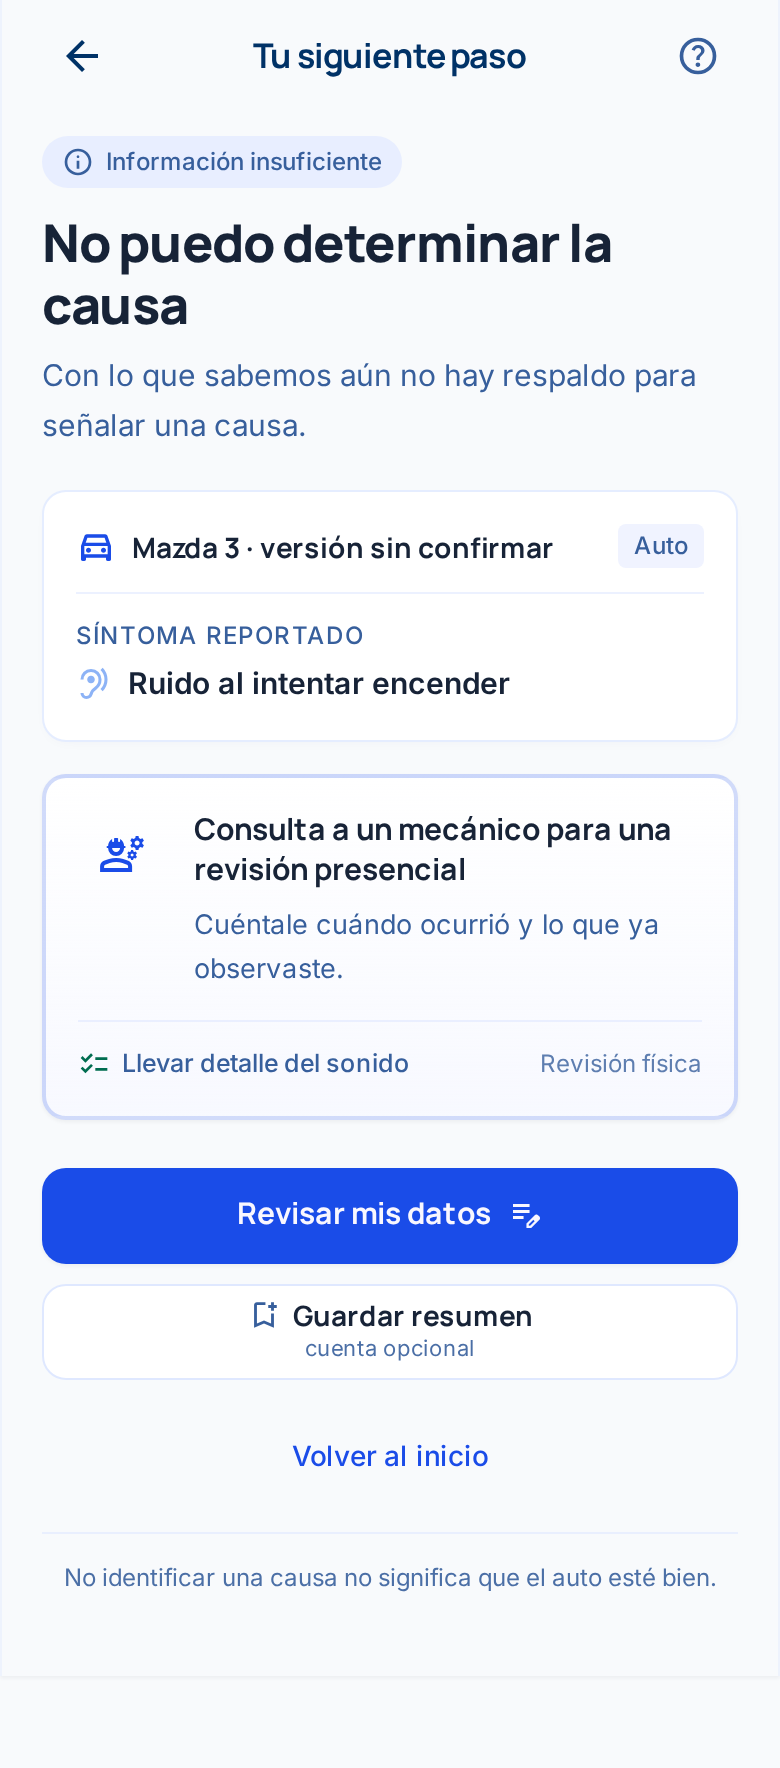 Tu siguiente paso
Información insuficiente
No puedo determinar la
causa
Con lo que sabemos aún no hay respaldo para
señalar una causa.
Mazda 3 · versión sin confirmar
Auto
SÍNTOMA REPORTADO
Ruido al intentar encender
Consulta a un mecánico para una
revisión presencial
Cuéntale cuándo ocurrió y lo que ya
observaste.
Llevar detalle del sonido
Revisión física
Revisar mis datos
Guardar resumen
cuenta opcional
Volver al inicio
No identificar una causa no significa que el auto esté bien.